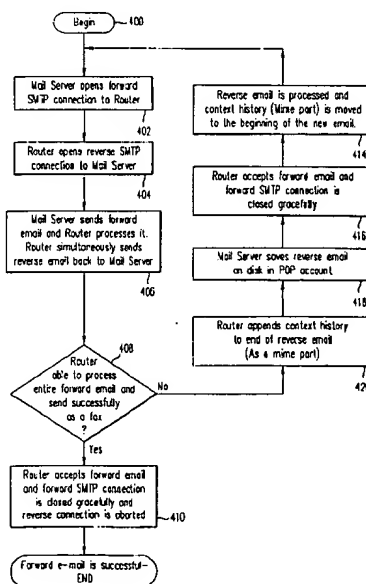 Begin
400
Mail Server opens forward
SMTP connection to Router
402
Router opens reverse SMTP
connection to Mail Server
404
Mail Server sends forward
email and Router processes it.
Router simultaneously sends
reverse email back to Mail Server
406
408
Router
able to process
entire forward email and
send successfully
as a fax
?
No
Yes
Router accepts forward email
and forward SMTP connection
is closed gracefully and
reverse connection is aborted
410
Forward e-mail is successful-
END
Reverse email is processed and
context history (Mime part) is moved
to the beginning of the new email.
414
Router accepts forward email and
forward SMTP connection is
closed gracefully
416
Mail Server saves reverse email
on disk in POP account
418
Router appends context history
to end of reverse email
(As a mime part)
420